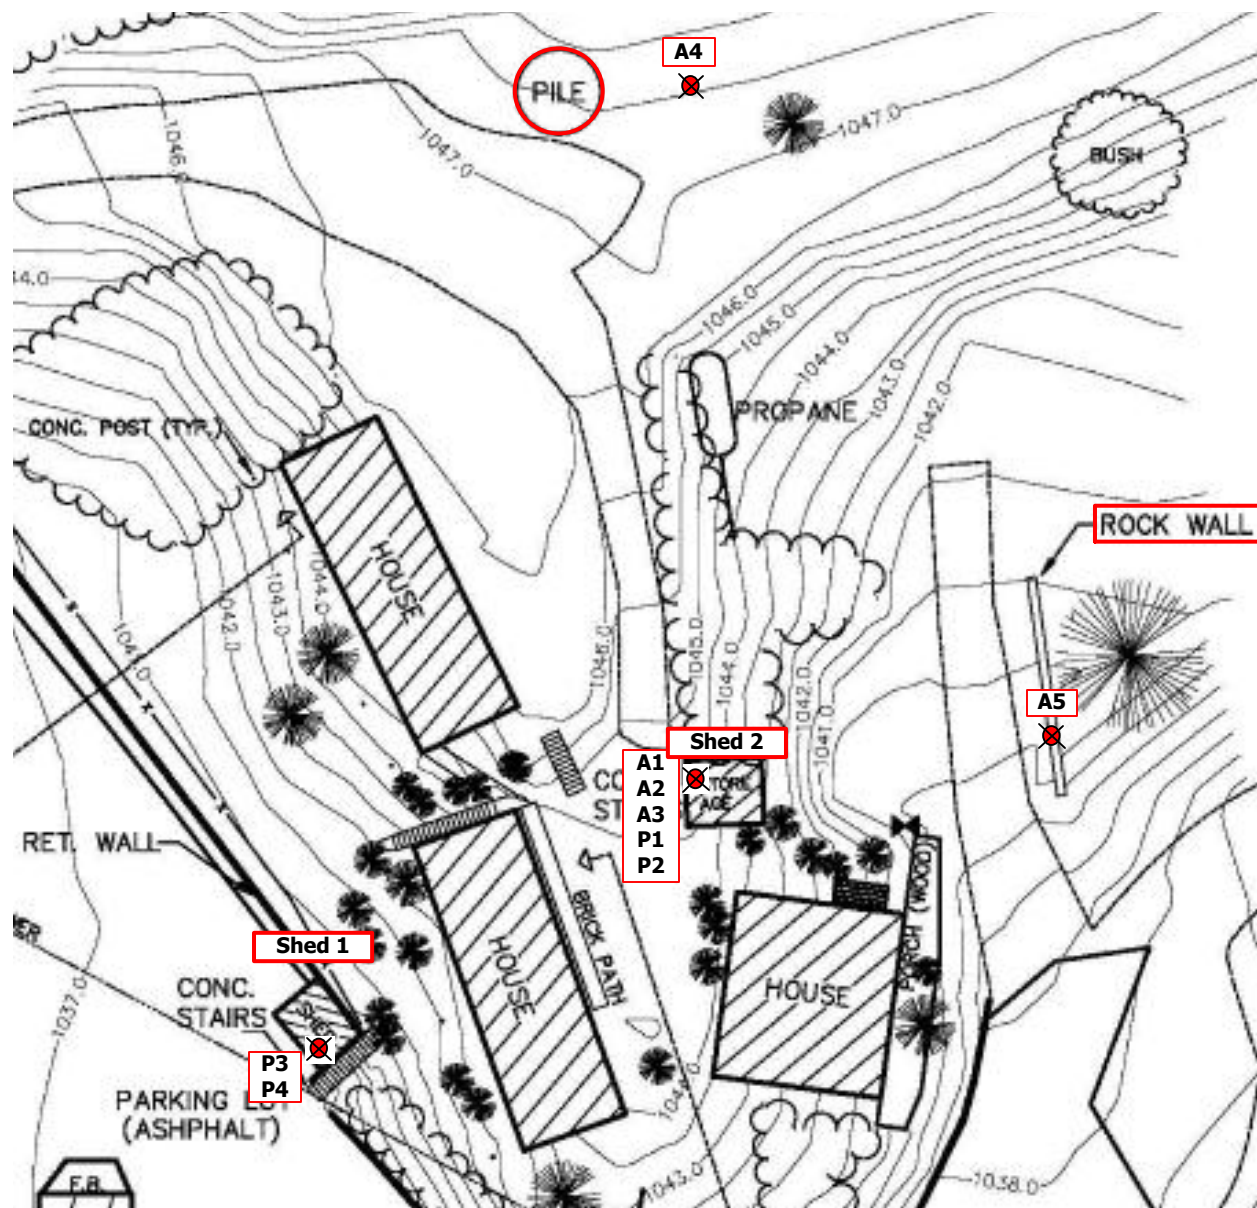 A4
PILE
1047.0
1047.0
1046.0
BUSH
44.0
1046.0
1045.0
1044.0
1043.0
1042.0
PROPANE
CONC. POST (TYP.)
ROCK WALL
HOUSE
1044.0
1043.0
1042.0
1041.0
1046.0
1045.0
1044.0
1042.0
1041.0
A5
Shed 2
A1
A2
A3
P1
P2
RET. WALL
BRICK PATH
PORCH (WOOD)
Shed 1
HOUSE
HOUSE
CONC.
STAIRS
1037.0
P3
P4
PARKING LOT
(ASHPHALT)
1043.0
1038.0
F.B.